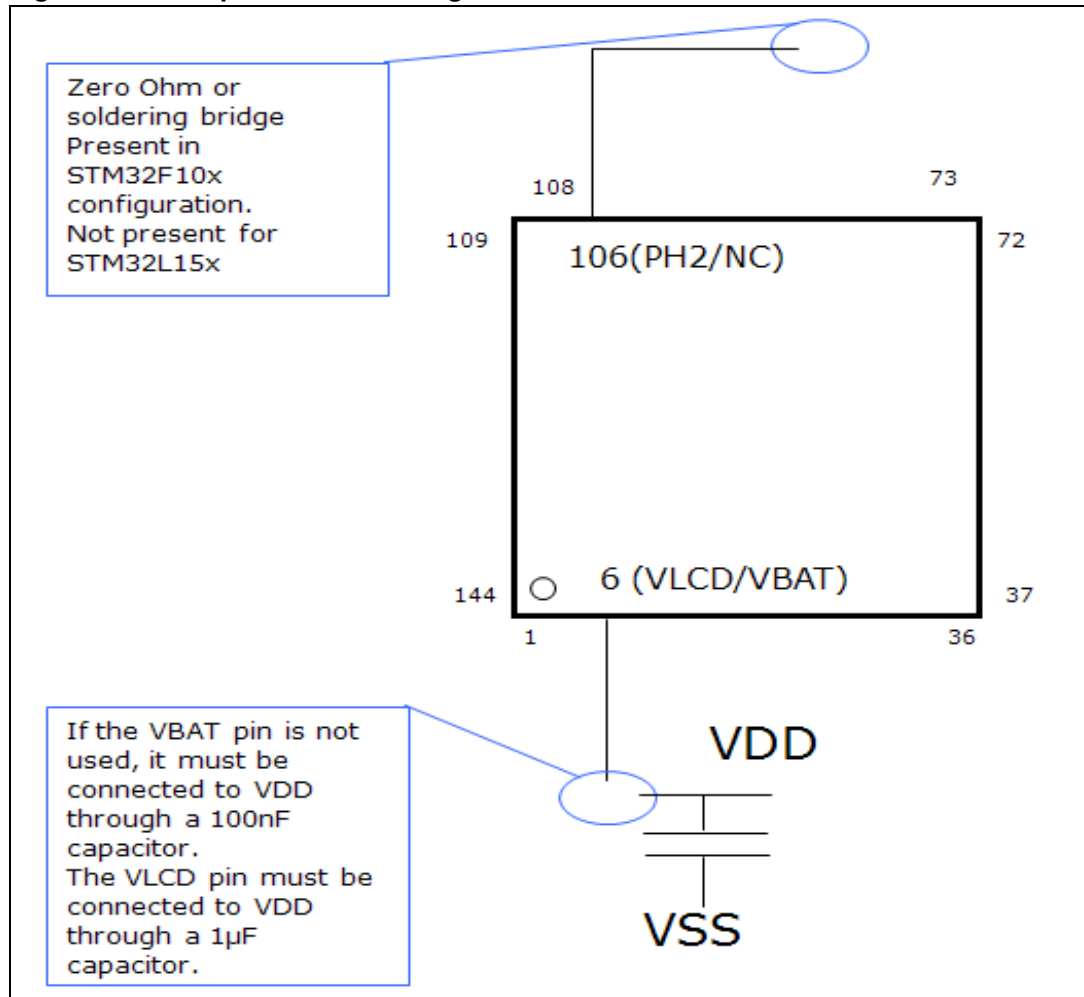 Zero Ohm or
soldering bridge
Present in
STM32F10x
configuration.
Not present for
STM32L15x
108
73
109
72
106(PH2/NC)
6 (VLCD/VBAT)
144
37
1
36
If the VBAT pin is not
used, it must be
connected to VDD
through a 100nF
capacitor.
The VLCD pin must be
connected to VDD
through a 1µF
capacitor.
VDD
VSS